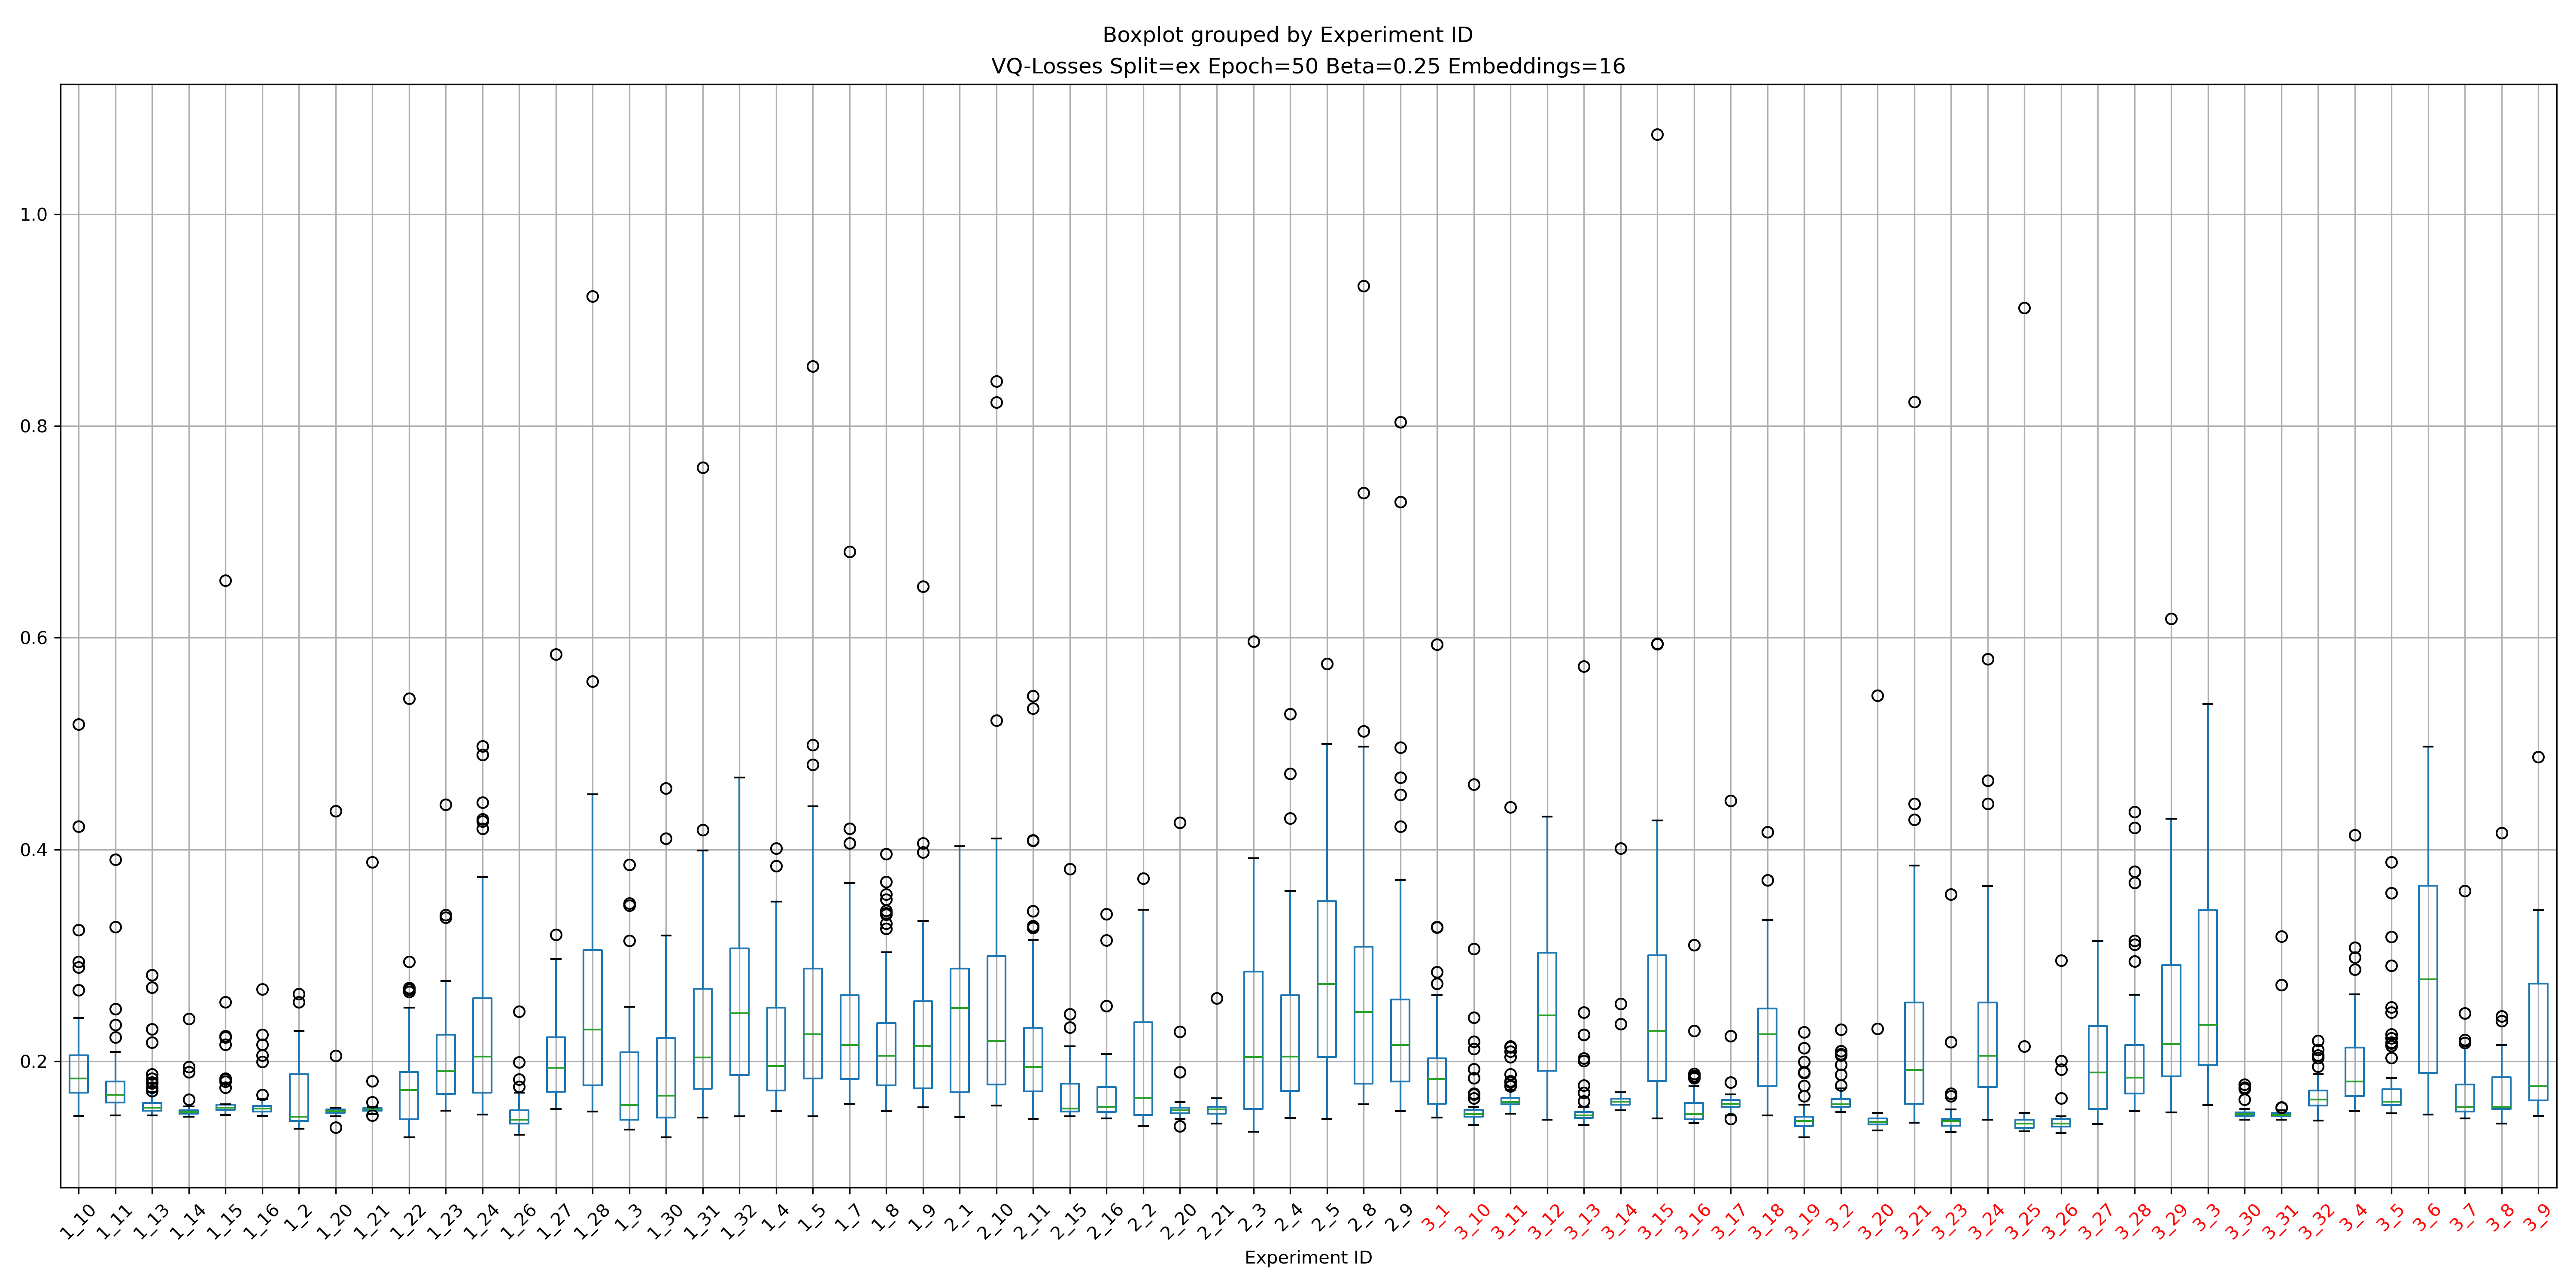 Boxplot grouped by Experiment ID
VQ-Losses Split=ex Epoch=50 Beta=0.25 Embeddings=16
1.0
0.8
0.6
0.4
0.2
1_10 1_11 1_13 1_14 1_15 1_16 1_2 1_20 1_21 1_22 1_23 1_24 1_26 1_27 1_28 1_3 1_30 1_31 1_32 1_4 1_5 1_7 1_8 1_9 2_1 2_10 2_11 2_15 2_16 2_2 2_20 2_21 2_3 2_4 2_5 2_8 2_9 3_1 3_10 3_11 3_12 3_13 3_14 3_15 3_16 3_17 3_18 3_19 3_2 3_20 3_21 3_23 3_24 3_25 3_26 3_27 3_28 3_29 3_3 3_30 3_31 3_32 3_4 3_5 3_6 3_7 3_8 3_9
Experiment ID